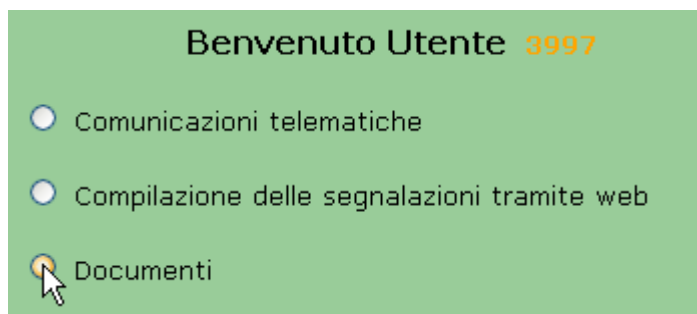 Benvenuto Utente 3997
Comunicazioni telematiche
Compilazione delle segnalazioni tramite web
Documenti